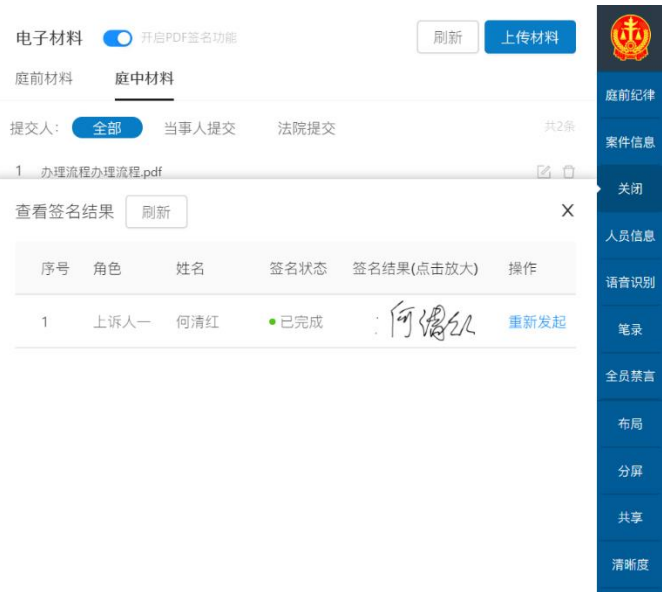 电子材料 开启PDF签名功能 刷新 上传材料
庭前材料 庭中材料
提交人： 全部 当事人提交 法院提交 共2条
1 办理流程办理流程.pdf
查看签名结果 刷新 X
序号 角色 姓名 签名状态 签名结果(点击放大) 操作
1 上诉人一 何清红 已完成 : 何清红 重新发起
庭前纪律
案件信息
关闭
人员信息
语音识别
笔录
全员禁言
布局
分屏
共享
清晰度